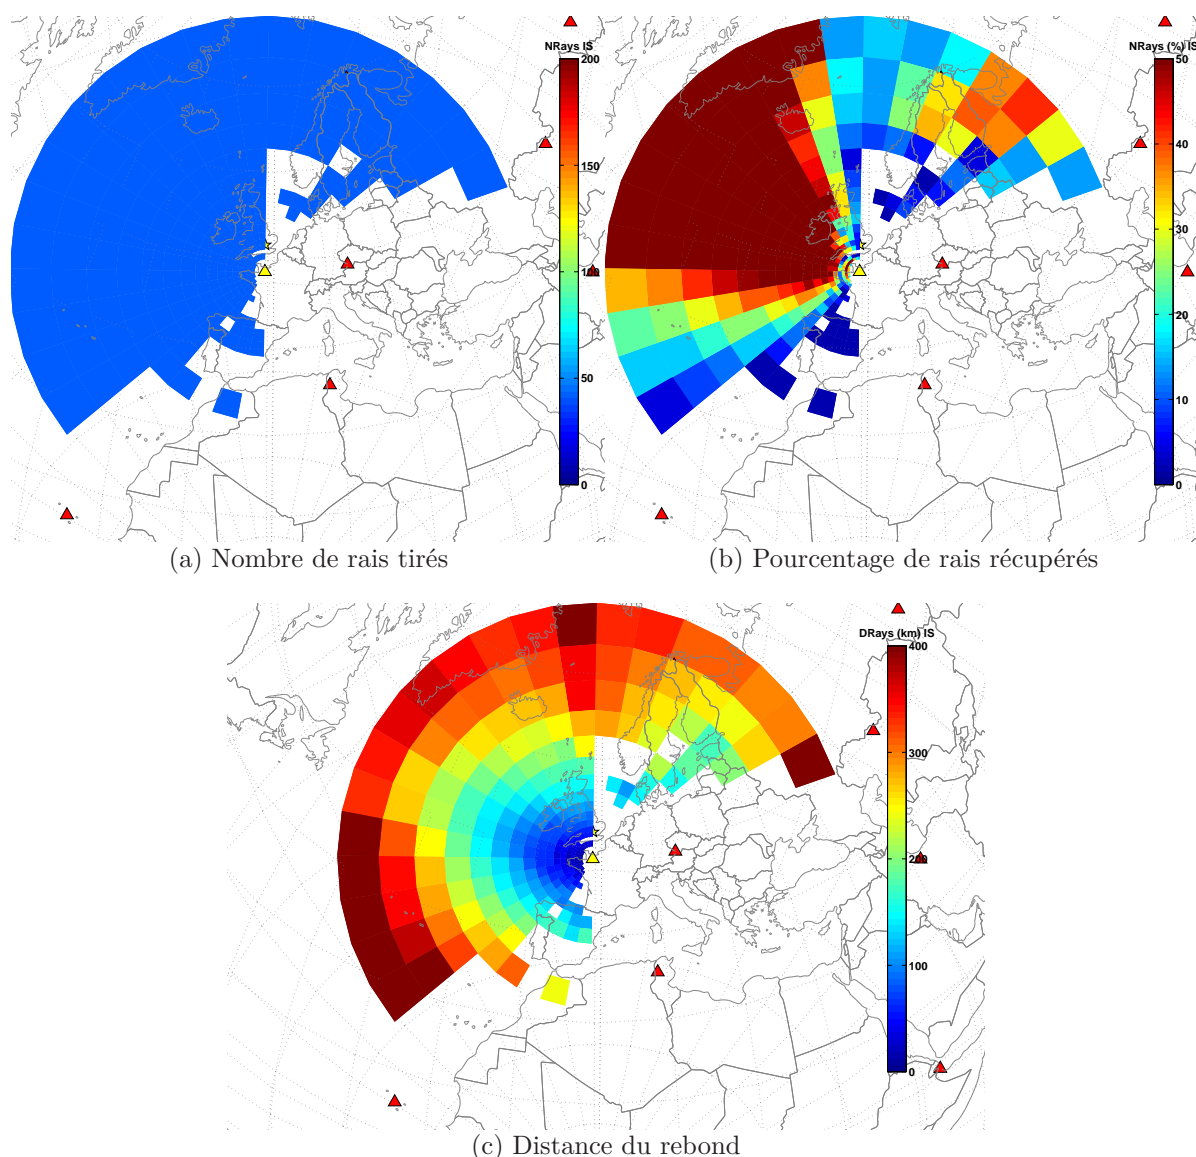 NRays IS
200
150
100
50
0
(a) Nombre de rais tirés
NRays (%) IS
50
40
30
20
10
0
(b) Pourcentage de rais récupérés
DRays (km) IS
400
300
200
100
0
(c) Distance du rebond